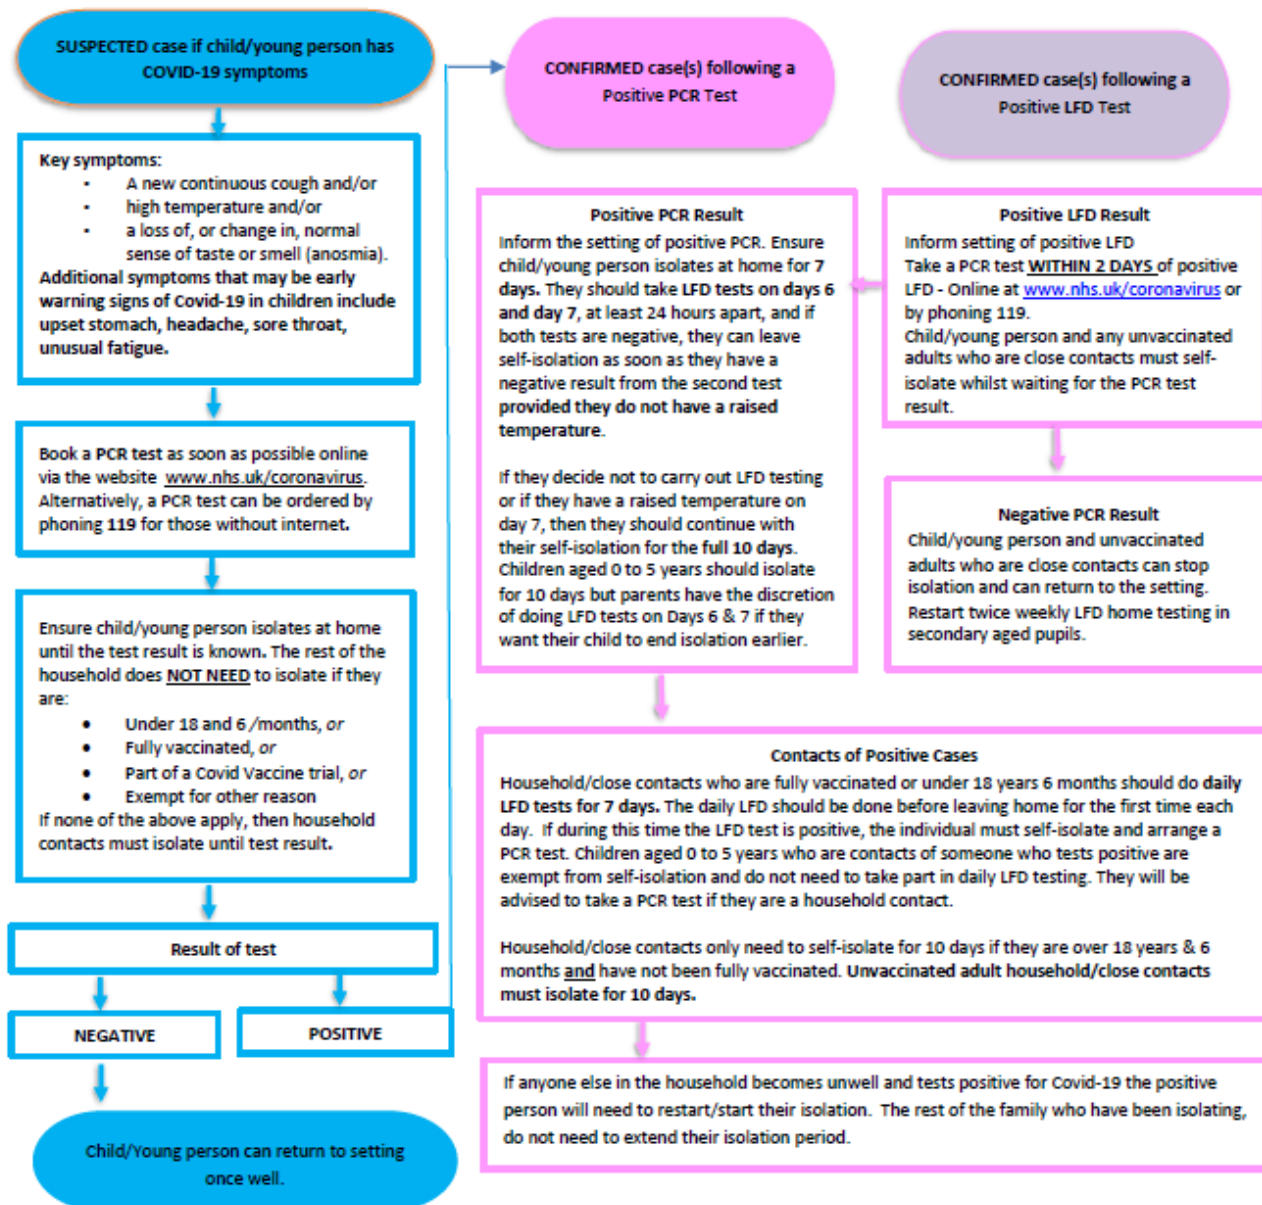 SUSPECTED case if child/young person has
COVID-19 symptoms
Key symptoms:
▪ A new continuous cough and/or
▪ high temperature and/or
▪ a loss of, or change in, normal
sense of taste or smell (anosmia).
Additional symptoms that may be early
warning signs of Covid-19 in children include
upset stomach, headache, sore throat,
unusual fatigue.
Book a PCR test as soon as possible online
via the website www.nhs.uk/coronavirus.
Alternatively, a PCR test can be ordered by
phoning 119 for those without internet.
Ensure child/young person isolates at home
until the test result is known. The rest of the
household does NOT NEED to isolate if they
are:
• Under 18 and 6 /months, or
• Fully vaccinated, or
• Part of a Covid Vaccine trial, or
• Exempt for other reason
If none of the above apply, then household
contacts must isolate until test result.
Result of test
NEGATIVE
POSITIVE
Child/Young person can return to setting
once well.
CONFIRMED case(s) following a
Positive PCR Test
Positive PCR Result
Inform the setting of positive PCR. Ensure
child/young person isolates at home for 7
days. They should take LFD tests on days 6
and day 7, at least 24 hours apart, and if
both tests are negative, they can leave
self-isolation as soon as they have a
negative result from the second test
provided they do not have a raised
temperature.
If they decide not to carry out LFD testing
or if they have a raised temperature on
day 7, then they should continue with
their self-isolation for the full 10 days.
Children aged 0 to 5 years should isolate
for 10 days but parents have the discretion
of doing LFD tests on Days 6 & 7 if they
want their child to end isolation earlier.
CONFIRMED case(s) following a
Positive LFD Test
Positive LFD Result
Inform setting of positive LFD
Take a PCR test WITHIN 2 DAYS of positive
LFD - Online at www.nhs.uk/coronavirus or
by phoning 119.
Child/young person and any unvaccinated
adults who are close contacts must self-
isolate whilst waiting for the PCR test
result.
Negative PCR Result
Child/young person and unvaccinated
adults who are close contacts can stop
isolation and can return to the setting.
Restart twice weekly LFD home testing in
secondary aged pupils.
Contacts of Positive Cases
Household/close contacts who are fully vaccinated or under 18 years 6 months should do daily
LFD tests for 7 days. The daily LFD should be done before leaving home for the first time each
day. If during this time the LFD test is positive, the individual must self-isolate and arrange a
PCR test. Children aged 0 to 5 years who are contacts of someone who tests positive are
exempt from self-isolation and do not need to take part in daily LFD testing. They will be
advised to take a PCR test if they are a household contact.
Household/close contacts only need to self-isolate for 10 days if they are over 18 years & 6
months and have not been fully vaccinated. Unvaccinated adult household/close contacts
must isolate for 10 days.
If anyone else in the household becomes unwell and tests positive for Covid-19 the positive
person will need to restart/start their isolation. The rest of the family who have been isolating,
do not need to extend their isolation period.